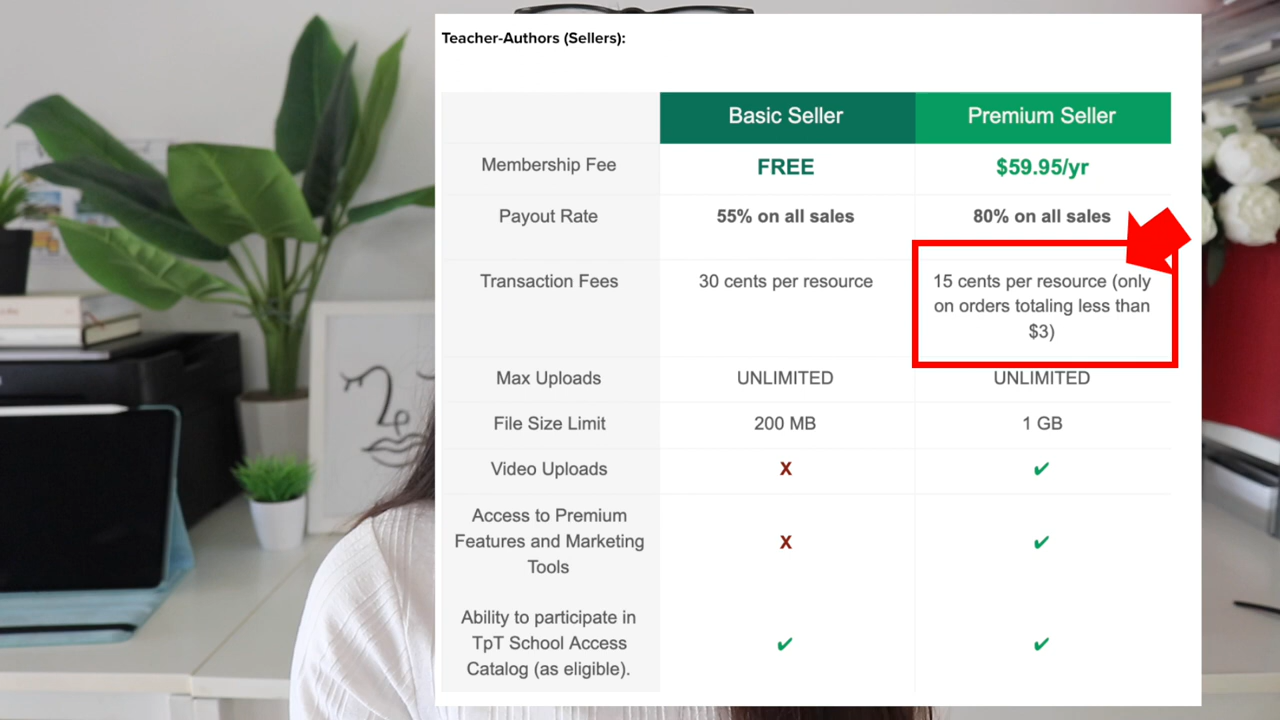 Teacher-Authors (Sellers):
Basic Seller Premium Seller
Membership Fee FREE $59.95/yr
Payout Rate 55% on all sales 80% on all sales
Transaction Fees 30 cents per resource 15 cents per resource (only
on orders totaling less than
$3)
Max Uploads UNLIMITED UNLIMITED
File Size Limit 200 MB 1 GB
Video Uploads X ✔
Access to Premium
Features and Marketing X ✔
Tools
Ability to participate in
TpT School Access ✔ ✔
Catalog (as eligible).